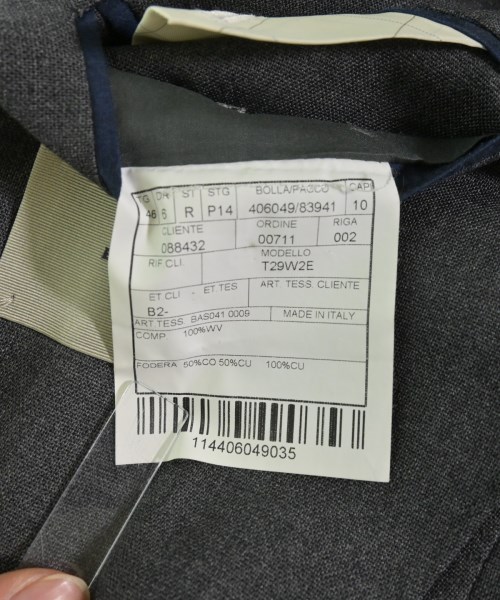 TG DR ST STG BOLLA/PACCO CAPI
46 6 R P14 406049/83941 10
CLIENTE ORDINE RIGA
088432 00711 002
RIF.CLI. MODELLO
T29W2E
ET.CLI ET.TES ART. TESS. CLIENTE
B2-
ART.TESS. BAS041 0009 MADE IN ITALY
COMP. 100%WV
FODERA 50%CO 50%CU 100%CU
114406049035